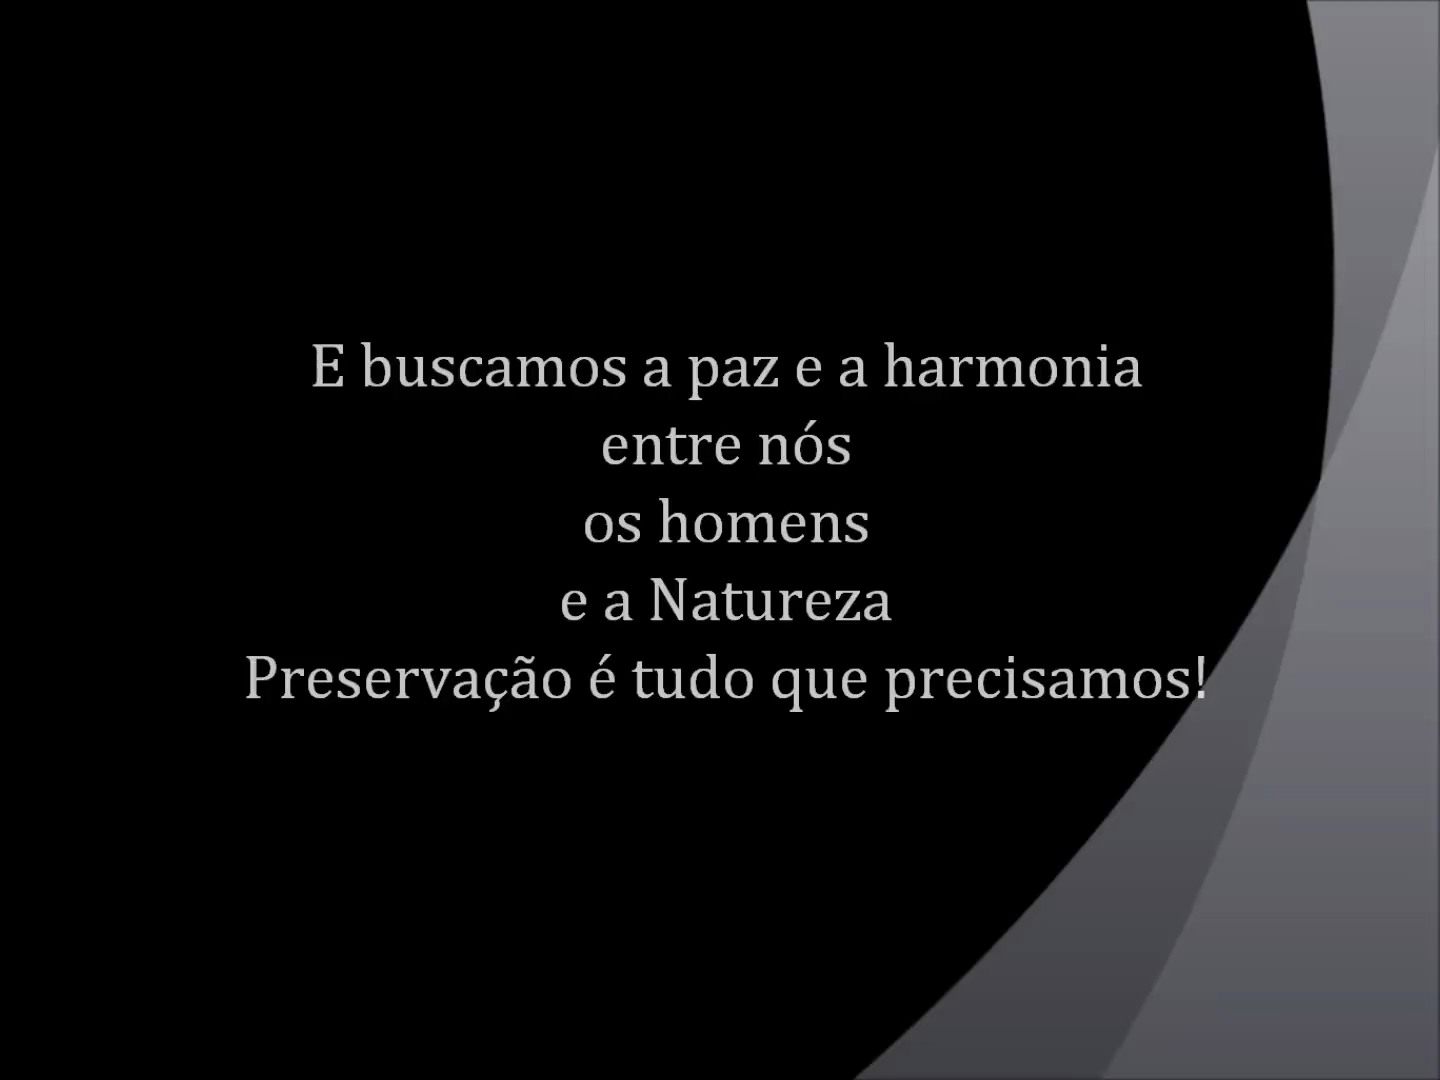 E buscamos a paz e a harmonia
entre nós
os homens
e a Natureza
Preservação é tudo que precisamos!